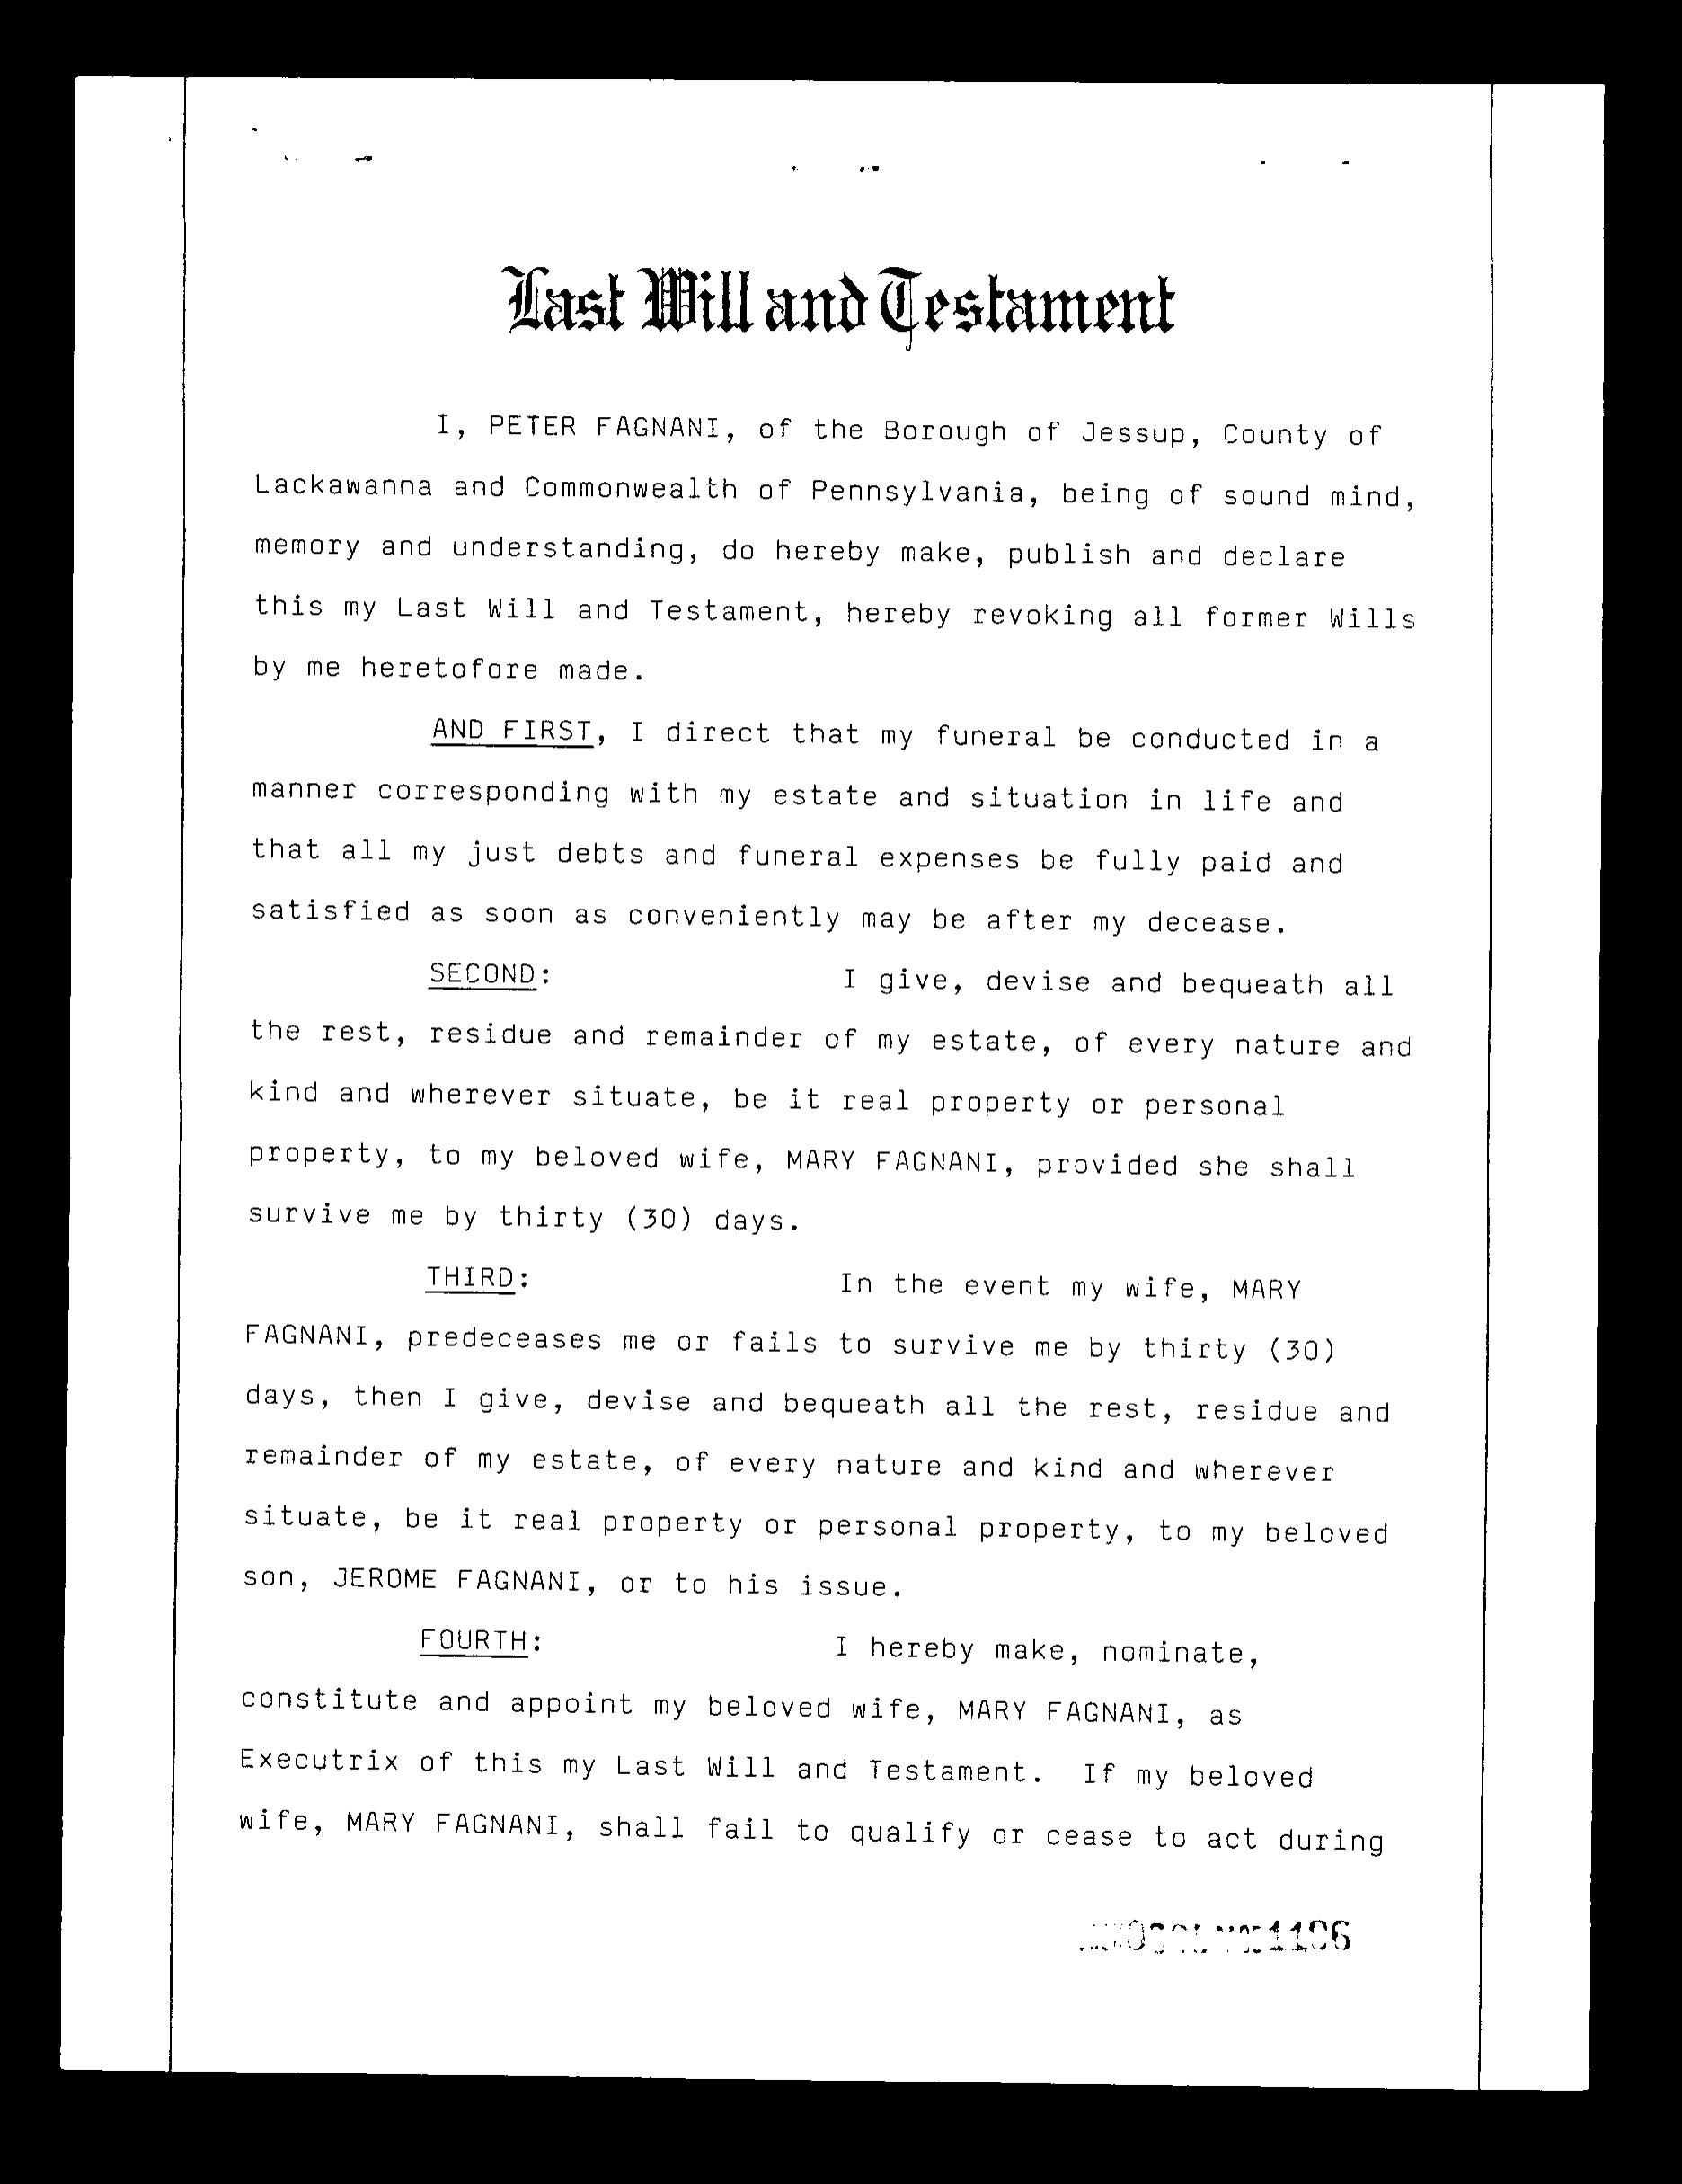 Last Will and Testament
I, PETER FAGNANI, of the Borough of Jessup, County of
Lackawanna and Commonwealth of Pennsylvania, being of sound mind,
memory and understanding, do hereby make, publish and declare
this my Last Will and Testament, hereby revoking all former Wills
by me heretofore made.
AND FIRST, I direct that my funeral be conducted in a
manner corresponding with my estate and situation in life and
that all my just debts and funeral expenses be fully paid and
satisfied as soon as conveniently may be after my decease.
SECOND: I give, devise and bequeath all
the rest, residue and remainder of my estate, of every nature and
kind and wherever situate, be it real property or personal
property, to my beloved wife, MARY FAGNANI, provided she shall
survive me by thirty (30) days.
THIRD: In the event my wife, MARY
FAGNANI, predeceases me or fails to survive me by thirty (30)
days, then I give, devise and bequeath all the rest, residue and
remainder of my estate, of every nature and kind and wherever
situate, be it real property or personal property, to my beloved
son, JEROME FAGNANI, or to his issue.
FOURTH: I hereby make, nominate,
constitute and appoint my beloved wife, MARY FAGNANI, as
Executrix of this my Last Will and Testament. If my beloved
wife, MARY FAGNANI, shall fail to qualify or cease to act during